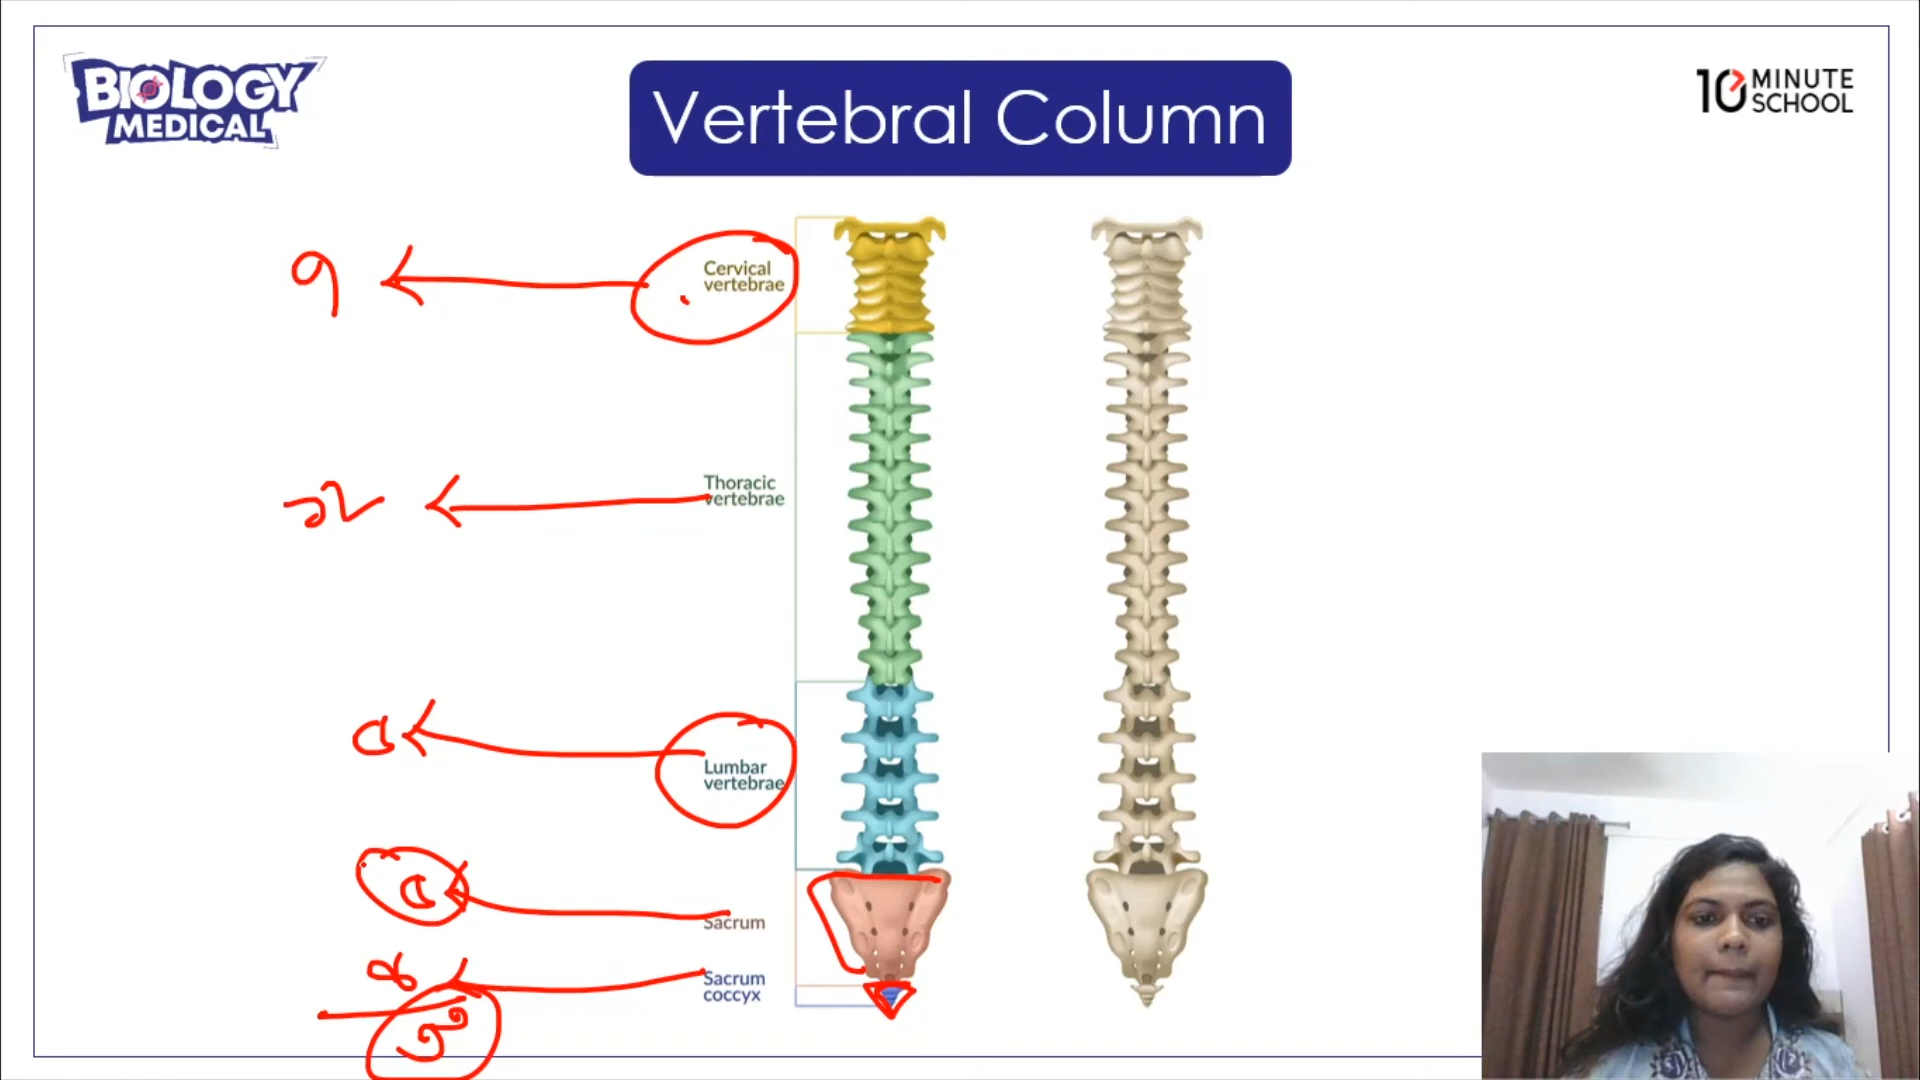 BIOLOGY
MEDICAL
Vertebral Column
10 MINUTE
SCHOOL
৭
Cervical
vertebrae
১২
Thoracic
vertebrae
৫
Lumbar
vertebrae
৫
Sacrum
৪
Sacrum
coccyx
৩৩